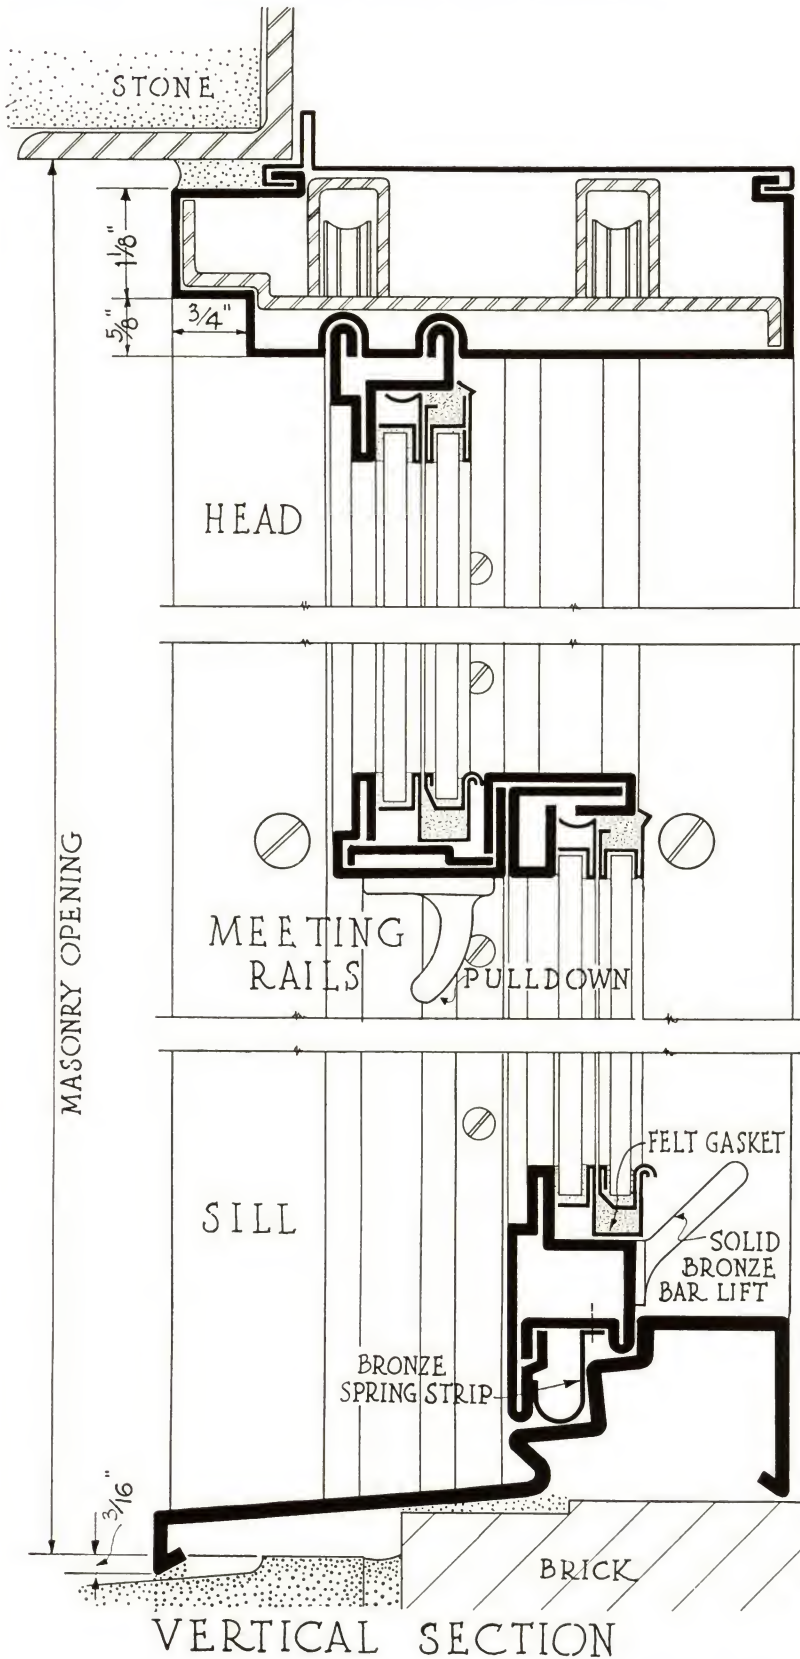 STONE
1 1/8"
5/8"
3/4"
HEAD
MASONRY OPENING
MEETING
RAILS
PULLDOWN
FELT GASKET
SILL
SOLID
BRONZE
BAR LIFT
BRONZE
SPRING STRIP
3/16"
BRICK
VERTICAL SECTION